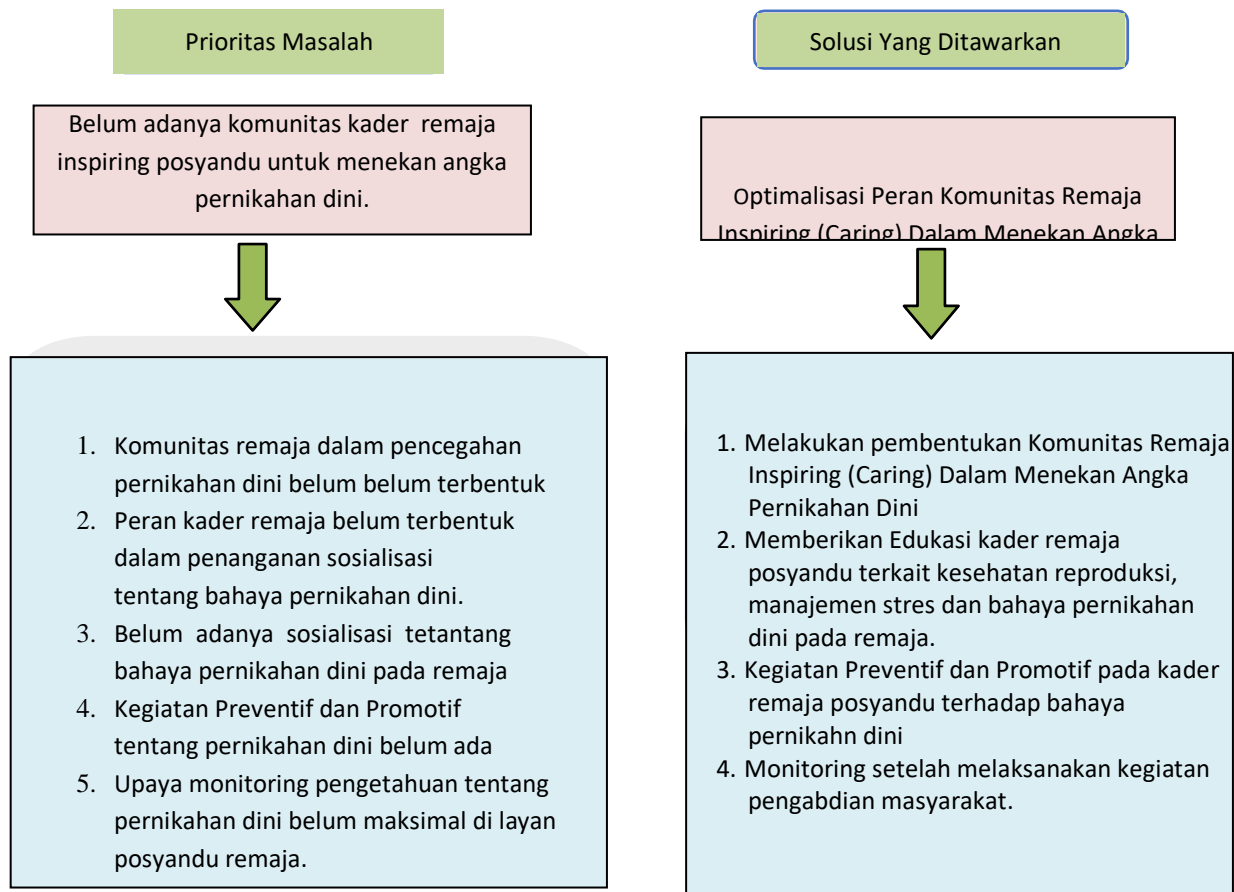 Prioritas Masalah
Belum adanya komunitas kader remaja
inspiring posyandu untuk menekan angka
pernikahan dini.
1. Komunitas remaja dalam pencegahan
pernikahan dini belum belum terbentuk
2. Peran kader remaja belum terbentuk
dalam penanganan sosialisasi
tentang bahaya pernikahan dini.
3. Belum adanya sosialisasi tetantang
bahaya pernikahan dini pada remaja
4. Kegiatan Preventif dan Promotif
tentang pernikahan dini belum ada
5. Upaya monitoring pengetahuan tentang
pernikahan dini belum maksimal di layan
posyandu remaja.
Solusi Yang Ditawarkan
Optimalisasi Peran Komunitas Remaja
Inspiring (Caring) Dalam Menekan Angka
1. Melakukan pembentukan Komunitas Remaja
Inspiring (Caring) Dalam Menekan Angka
Pernikahan Dini
2. Memberikan Edukasi kader remaja
posyandu terkait kesehatan reproduksi,
manajemen stres dan bahaya pernikahan
dini pada remaja.
3. Kegiatan Preventif dan Promotif pada kader
remaja posyandu terhadap bahaya
pernikahn dini
4. Monitoring setelah melaksanakan kegiatan
pengabdian masyarakat.